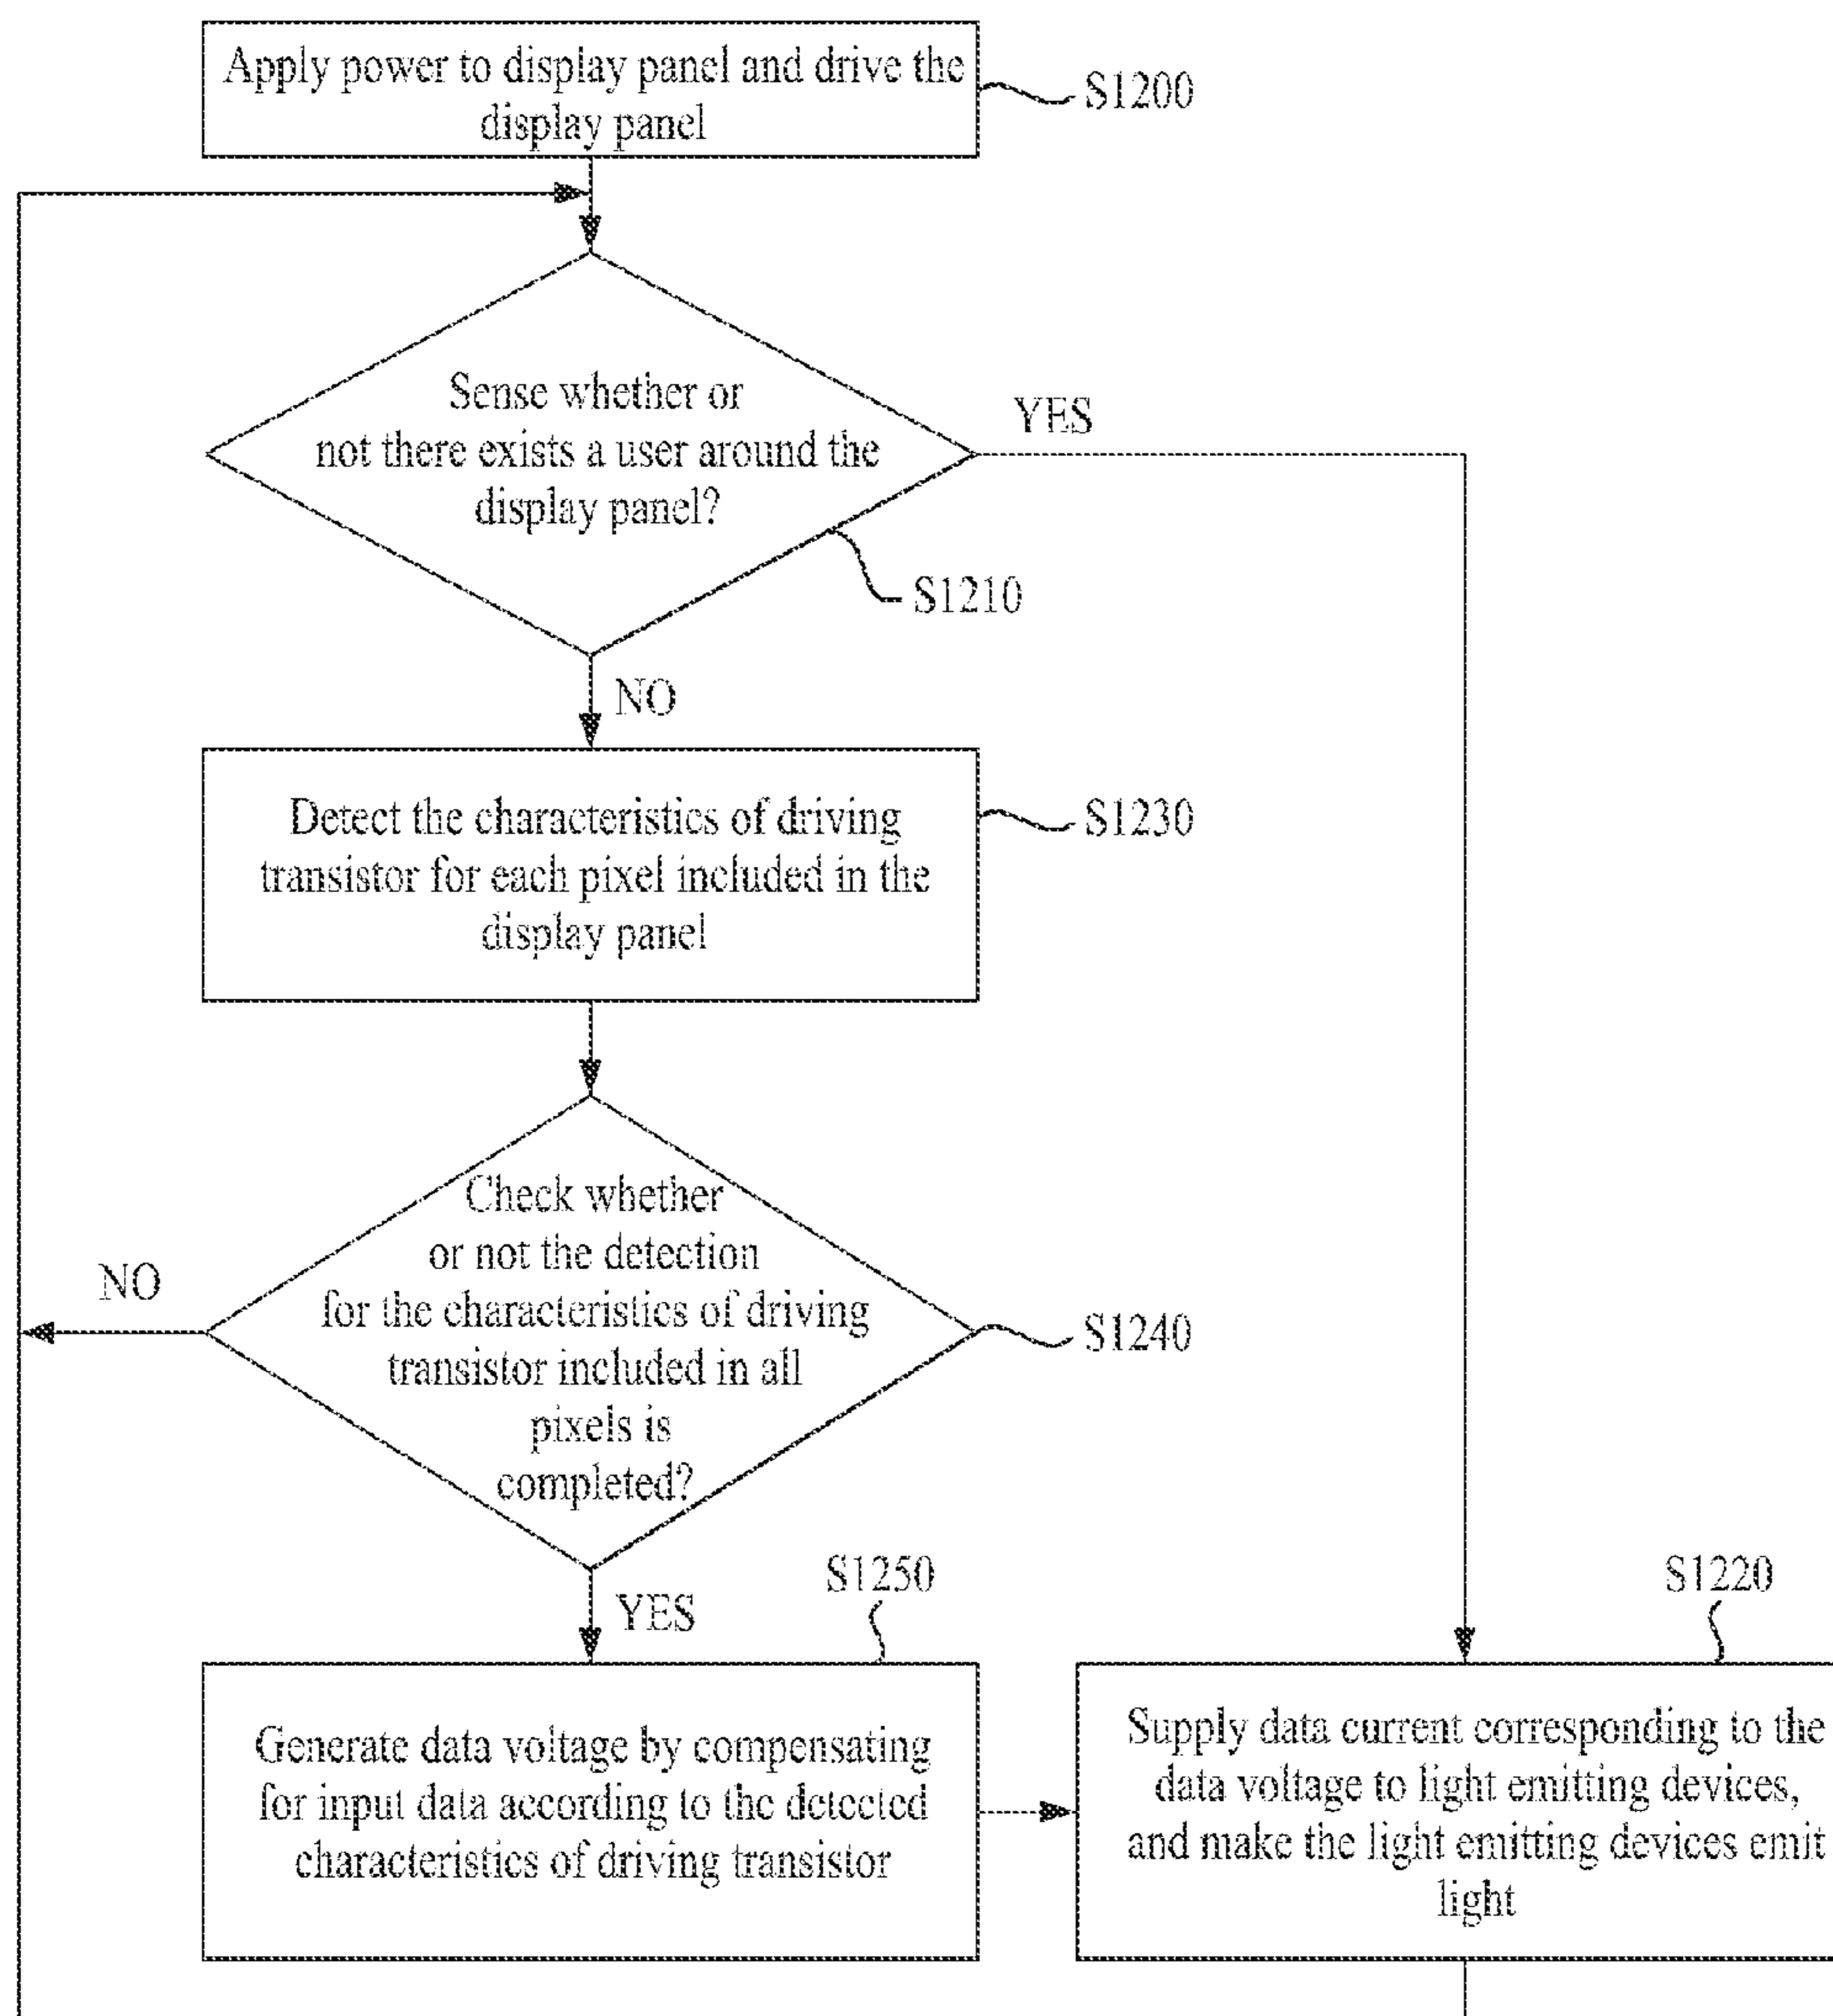 Apply power to display panel and drive the
display panel
S1200
Sense whether or
not there exists a user around the
display panel?
YES
S1210
NO
Detect the characteristics of driving
transistor for each pixel included in the
display panel
S1230
Check whether
or not the detection
for the characteristics of driving
transistor included in all
pixels is
completed?
NO
S1240
YES
S1250
S1220
Generate data voltage by compensating
for input data according to the detected
characteristics of driving transistor
Supply data current corresponding to the
data voltage to light emitting devices,
and make the light emitting devices emit
light